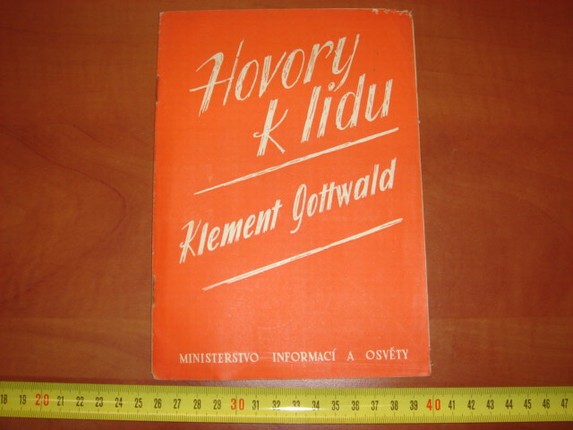 Hovory
k lidu
Klement Gottwald
MINISTERSTVO INFORMACÍ A OSVĚTY
18 19 20 21 22 23 24 25 26 27 28 29 30 31 32 33 34 35 36 37 38 39 40 41 42 43 44 45 46 47